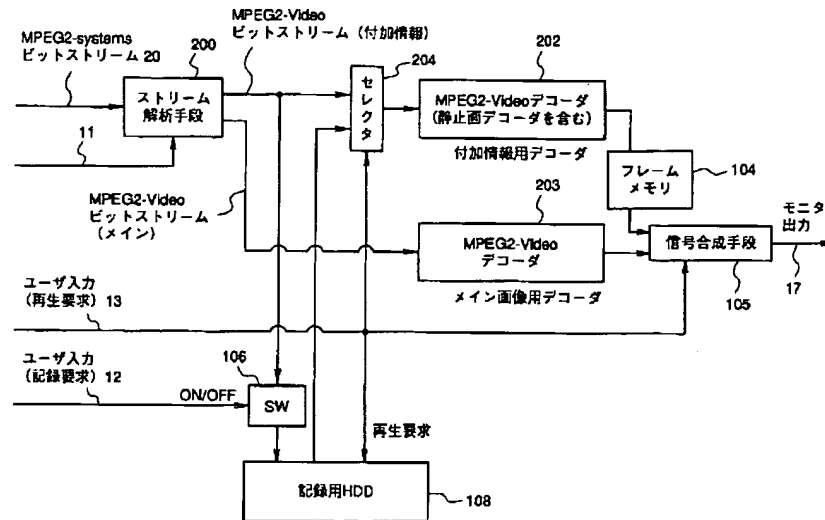 MPEG2-systems
ビットストリーム 20
200
ストリーム
解析手段
11
MPEG2-Video
ビットストリーム（付加情報）
204
セレクタ
202
MPEG2-Videoデコーダ
（静止画デコーダを含む）
付加情報用デコーダ
フレーム
メモリ
104
MPEG2-Video
ビットストリーム
（メイン）
203
MPEG2-Video
デコーダ
メイン画像用デコーダ
信号合成手段
105
モニタ
出力
17
ユーザ入力
（再生要求）13
ユーザ入力
（記録要求）12
ON/OFF
106
SW
再生要求
記録用HDD
108